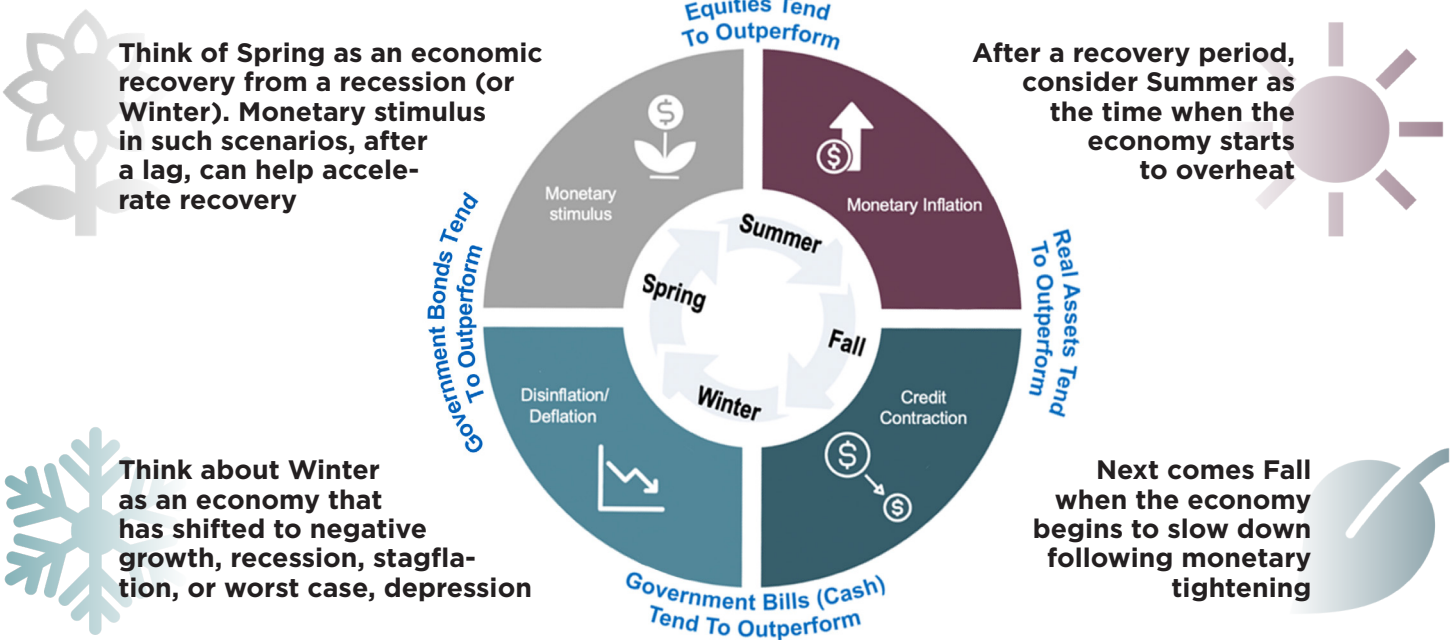 Equities Tend
To Outperform
Think of Spring as an economic
recovery from a recession (or
Winter). Monetary stimulus
in such scenarios, after
a lag, can help accele-
rate recovery
After a recovery period,
consider Summer as
the time when the
economy starts
to overheat
$
Monetary
stimulus
$
Monetary Inflation
Summer
Spring
Fall
Winter
Government Bonds Tend
To Outperform
Real Assets Tend
To Outperform
Disinflation/
Deflation
Credit
Contraction
$
$
Think about Winter
as an economy that
has shifted to negative
growth, recession, stagfla-
tion, or worst case, depression
Next comes Fall
when the economy
begins to slow down
following monetary
tightening
Government Bills (Cash)
Tend To Outperform